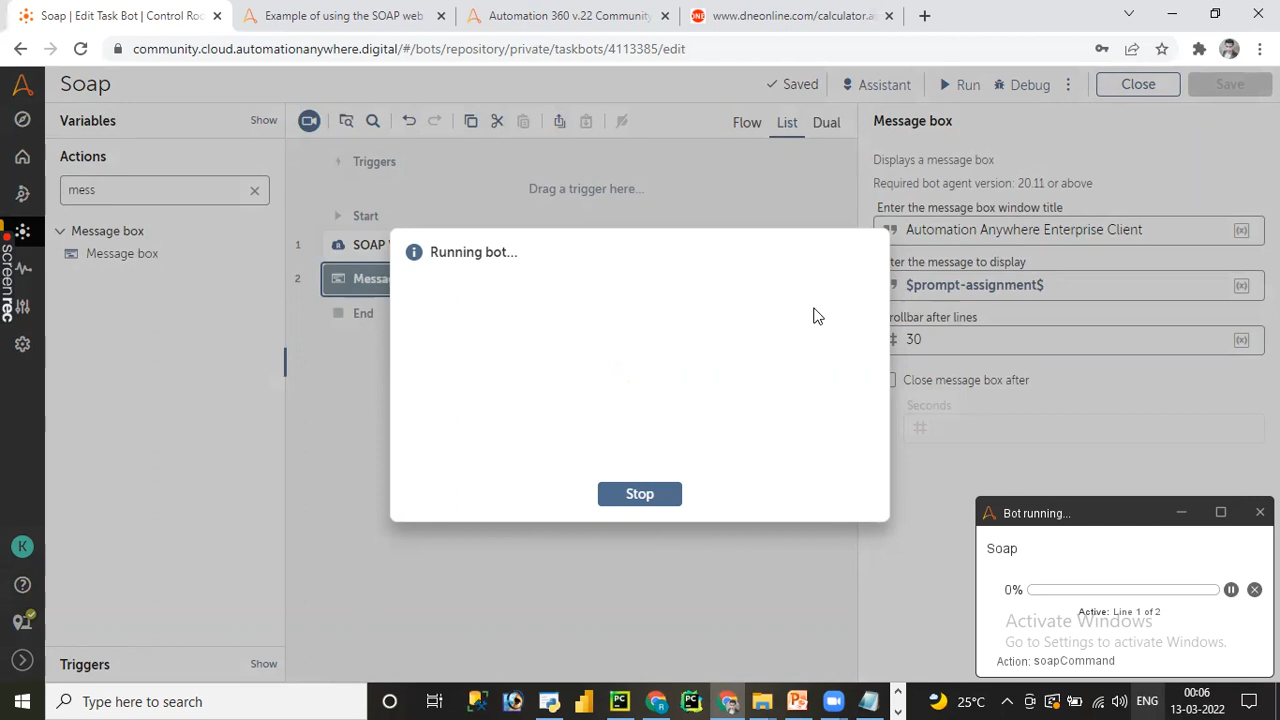 Soap | Edit Task Bot | Control Roc
Example of using the SOAP web
Automation 360 v.22 Community
www.dneonline.com/calculator.as
community.cloud.automationanywhere.digital/#/bots/repository/private/taskbots/4113385/edit
Soap
Saved
Assistant
Run
Debug
Close
Save
Variables
Show
Flow
List
Dual
Message box
Actions
mess
Message box
Message box
Triggers
Drag a trigger here...
Start
1
SOAP
2
Messa
End
Running bot...
Stop
Displays a message box
Required bot agent version: 20.11 or above
Enter the message box window title
Automation Anywhere Enterprise Client
ter the message to display
$prompt-assignment$
rollbar after lines
30
Close message box after
Seconds
Bot running...
Soap
0%
Active: Line 1 of 2
Activate Windows
Go to Settings to activate Windows.
Action: soapCommand
screenrec
K
Triggers
Show
Type here to search
25°C
ENG
00:06
13-03-2022